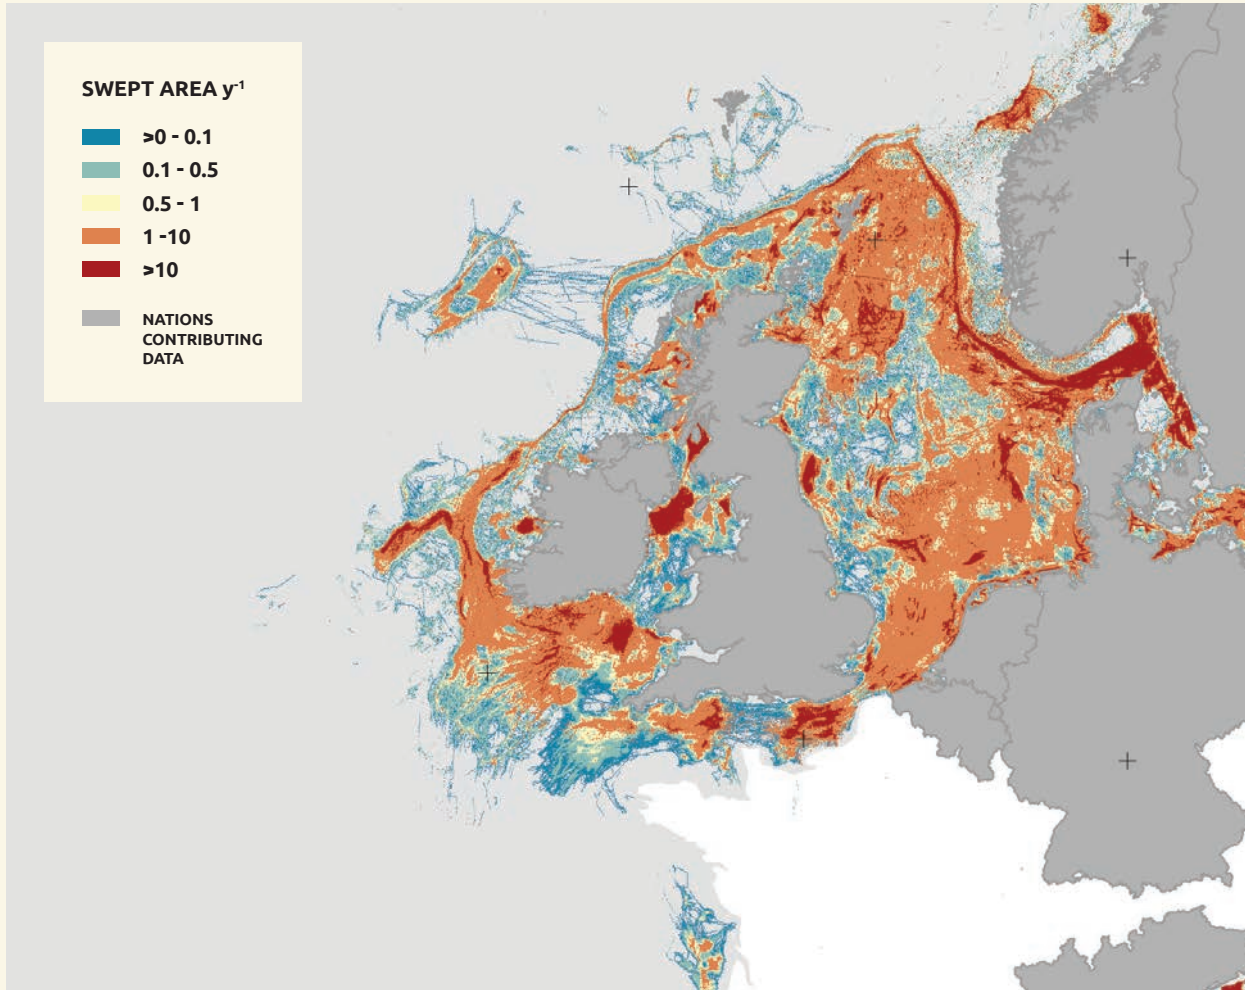 SWEPT AREA y⁻¹
>0 - 0.1
0.1 - 0.5
0.5 - 1
1 -10
>10
NATIONS
CONTRIBUTING
DATA